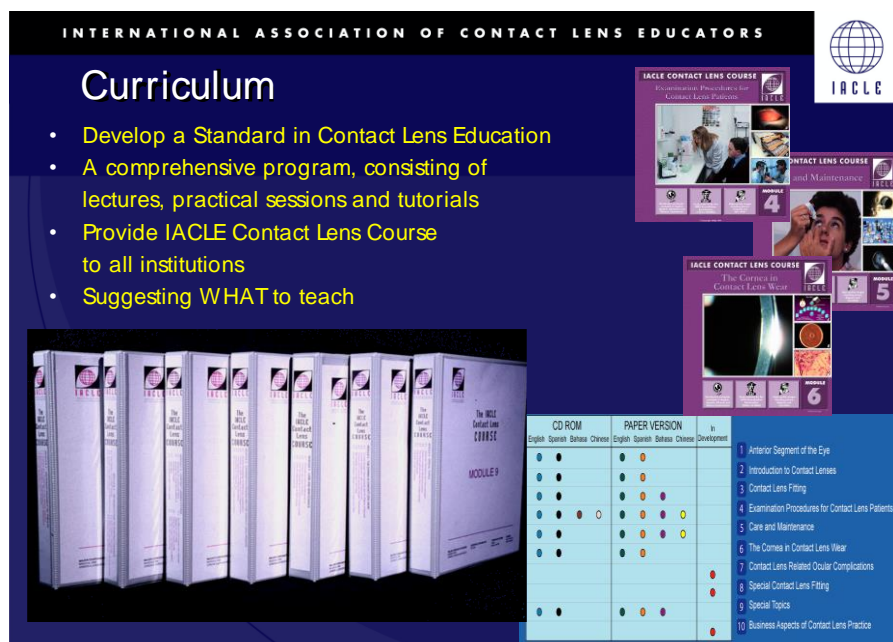 INTERNATIONAL ASSOCIATION OF CONTACT LENS EDUCATORS
IACLE
Curriculum
• Develop a Standard in Contact Lens Education
• A comprehensive program, consisting of
lectures, practical sessions and tutorials
• Provide IACLE Contact Lens Course
to all institutions
• Suggesting WHAT to teach
IACLE CONTACT LENS COURSE
IACLE
Examination Procedures for
Contact Lens Patients
MODULE
4
ONTACT LENS COURSE
and Maintenance
MODULE
5
IACLE CONTACT LENS COURSE
IACLE
The Cornea in
Contact Lens Wear
MODULE
6
IACLE
The
IACLE
Contact Lens
COURSE
MODULE 9
CD ROM PAPER VERSION In
English Spanish Bahasa Chinese English Spanish Bahasa Chinese Development
1 Anterior Segment of the Eye
2 Introduction to Contact Lenses
3 Contact Lens Fitting
4 Examination Procedures for Contact Lens Patients
5 Care and Maintenance
6 The Cornea in Contact Lens Wear
7 Contact Lens Related Ocular Complications
8 Special Contact Lens Fitting
9 Special Topics
10 Business Aspects of Contact Lens Practice